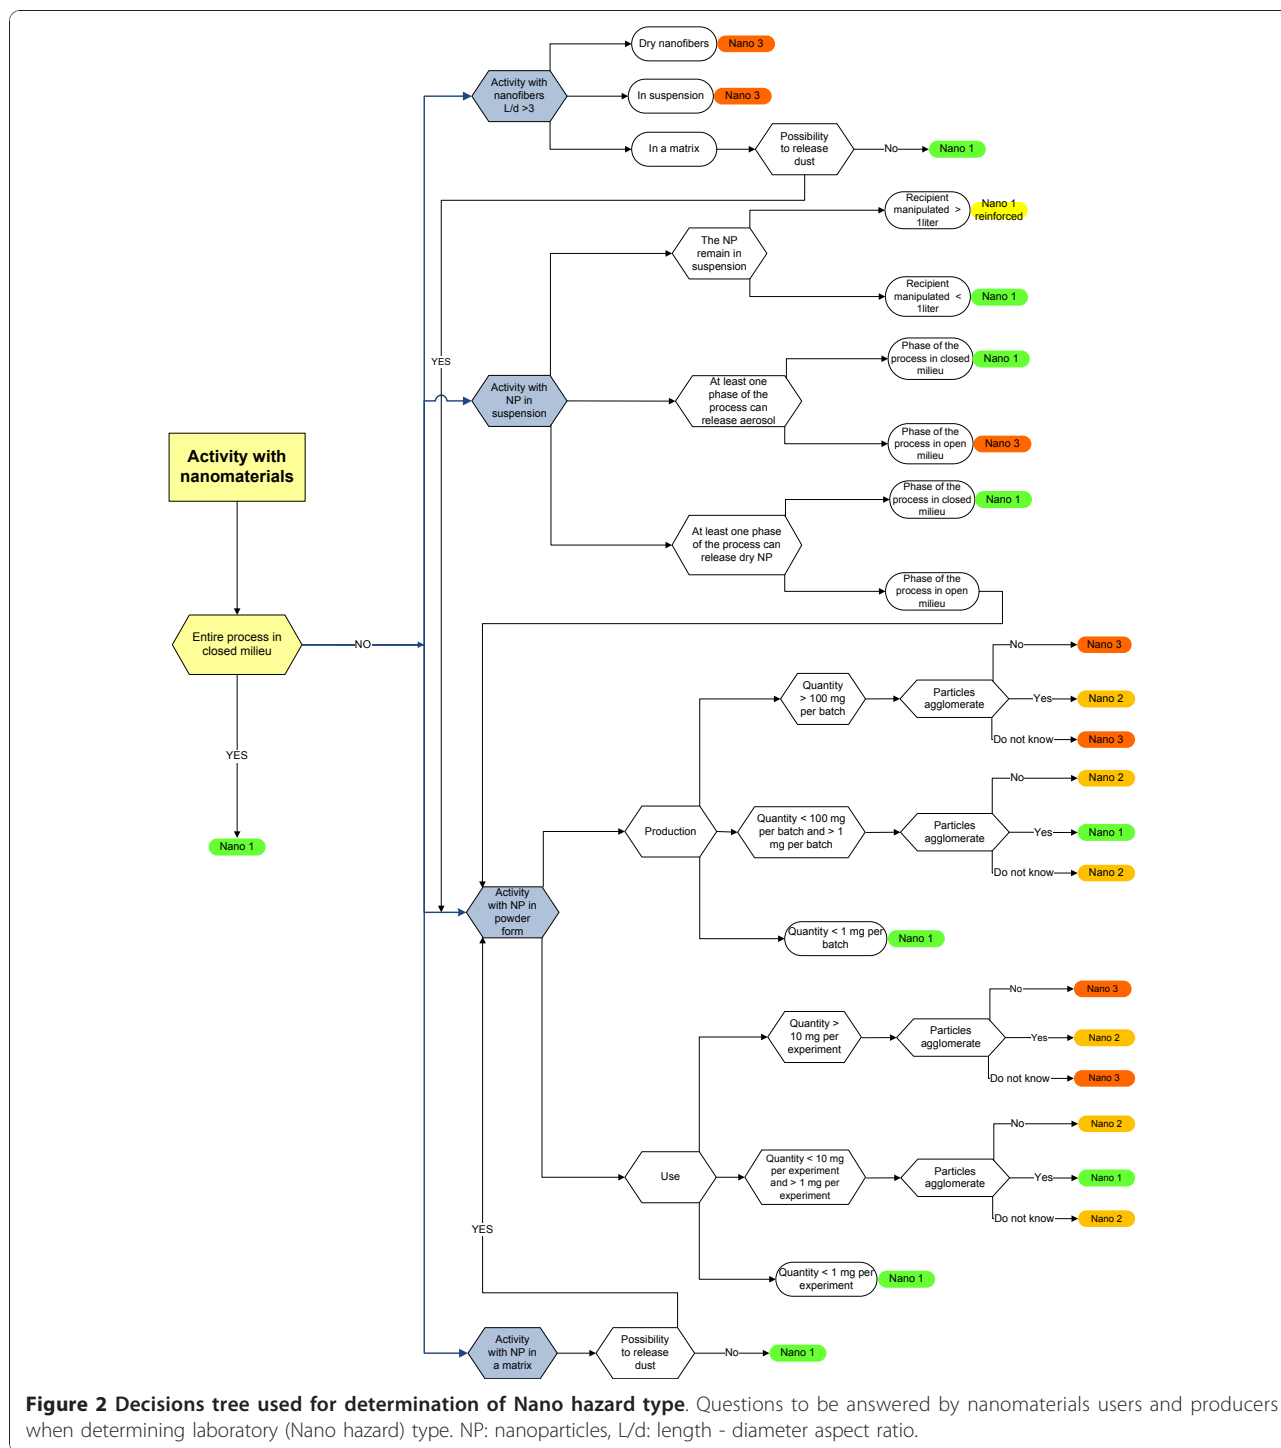 Dry nanofibers
Nano 3
Activity with
nanofibers
L/d >3
In suspension
Nano 3
In a matrix
Possibility
to release
dust
No
Nano 1
Recipient
manipulated >
1liter
Nano 1
reinforced
The NP
remain in
suspension
Recipient
manipulated <
1liter
Nano 1
YES
Phase of the
process in closed
milieu
Nano 1
Activity with
NP in
suspension
At least one
phase of the
process can
release aerosol
Phase of the
process in open
milieu
Nano 3
Activity with
nanomaterials
Phase of the
process in closed
milieu
Nano 1
At least one phase
of the process can
release dry NP
Phase of the
process in open
milieu
Entire process in
closed milieu
NO
YES
Nano 1
Quantity
> 100 mg
per batch
Particles
agglomerate
No
Nano 3
Yes
Nano 2
Do not know
Nano 3
Production
Quantity < 100 mg
per batch and > 1
mg per batch
Particles
agglomerate
No
Nano 2
Yes
Nano 1
Do not know
Nano 2
Activity
with NP in
powder
form
Quantity < 1 mg per
batch
Nano 1
Quantity >
10 mg per
experiment
Particles
agglomerate
No
Nano 3
Yes
Nano 2
Do not know
Nano 3
Use
Quantity < 10 mg
per experiment
and > 1 mg per
experiment
Particles
agglomerate
No
Nano 2
Yes
Nano 1
Do not know
Nano 2
YES
Quantity < 1 mg per
experiment
Nano 1
Activity
with NP in
a matrix
Possibility
to release
dust
No
Nano 1
Figure 2 Decisions tree used for determination of Nano hazard type. Questions to be answered by nanomaterials users and producers
when determining laboratory (Nano hazard) type. NP: nanoparticles, L/d: length - diameter aspect ratio.